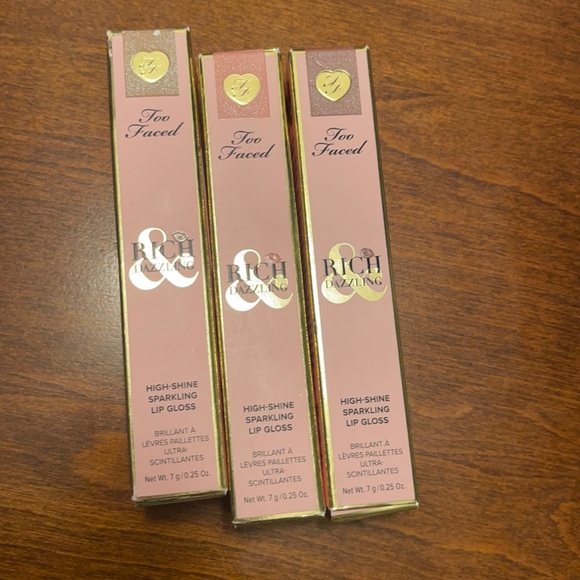 Too
Faced
RICH
&
DAZZLING
HIGH-SHINE
SPARKLING
LIP GLOSS
BRILLANT À
LÈVRES PAILLETTES
ULTRA-
SCINTILLANTES
Net Wt. 7 g/0.25 Oz.
Too
Faced
RICH
&
DAZZLING
HIGH-SHINE
SPARKLING
LIP GLOSS
BRILLANT À
LÈVRES PAILLETTES
ULTRA-
SCINTILLANTES
Net Wt. 7 g/0.25 Oz.
Too
Faced
RICH
&
DAZZLING
HIGH-SHINE
SPARKLING
LIP GLOSS
BRILLANT À
LÈVRES PAILLETTES
ULTRA-
SCINTILLANTES
Net Wt. 7 g/0.25 Oz.